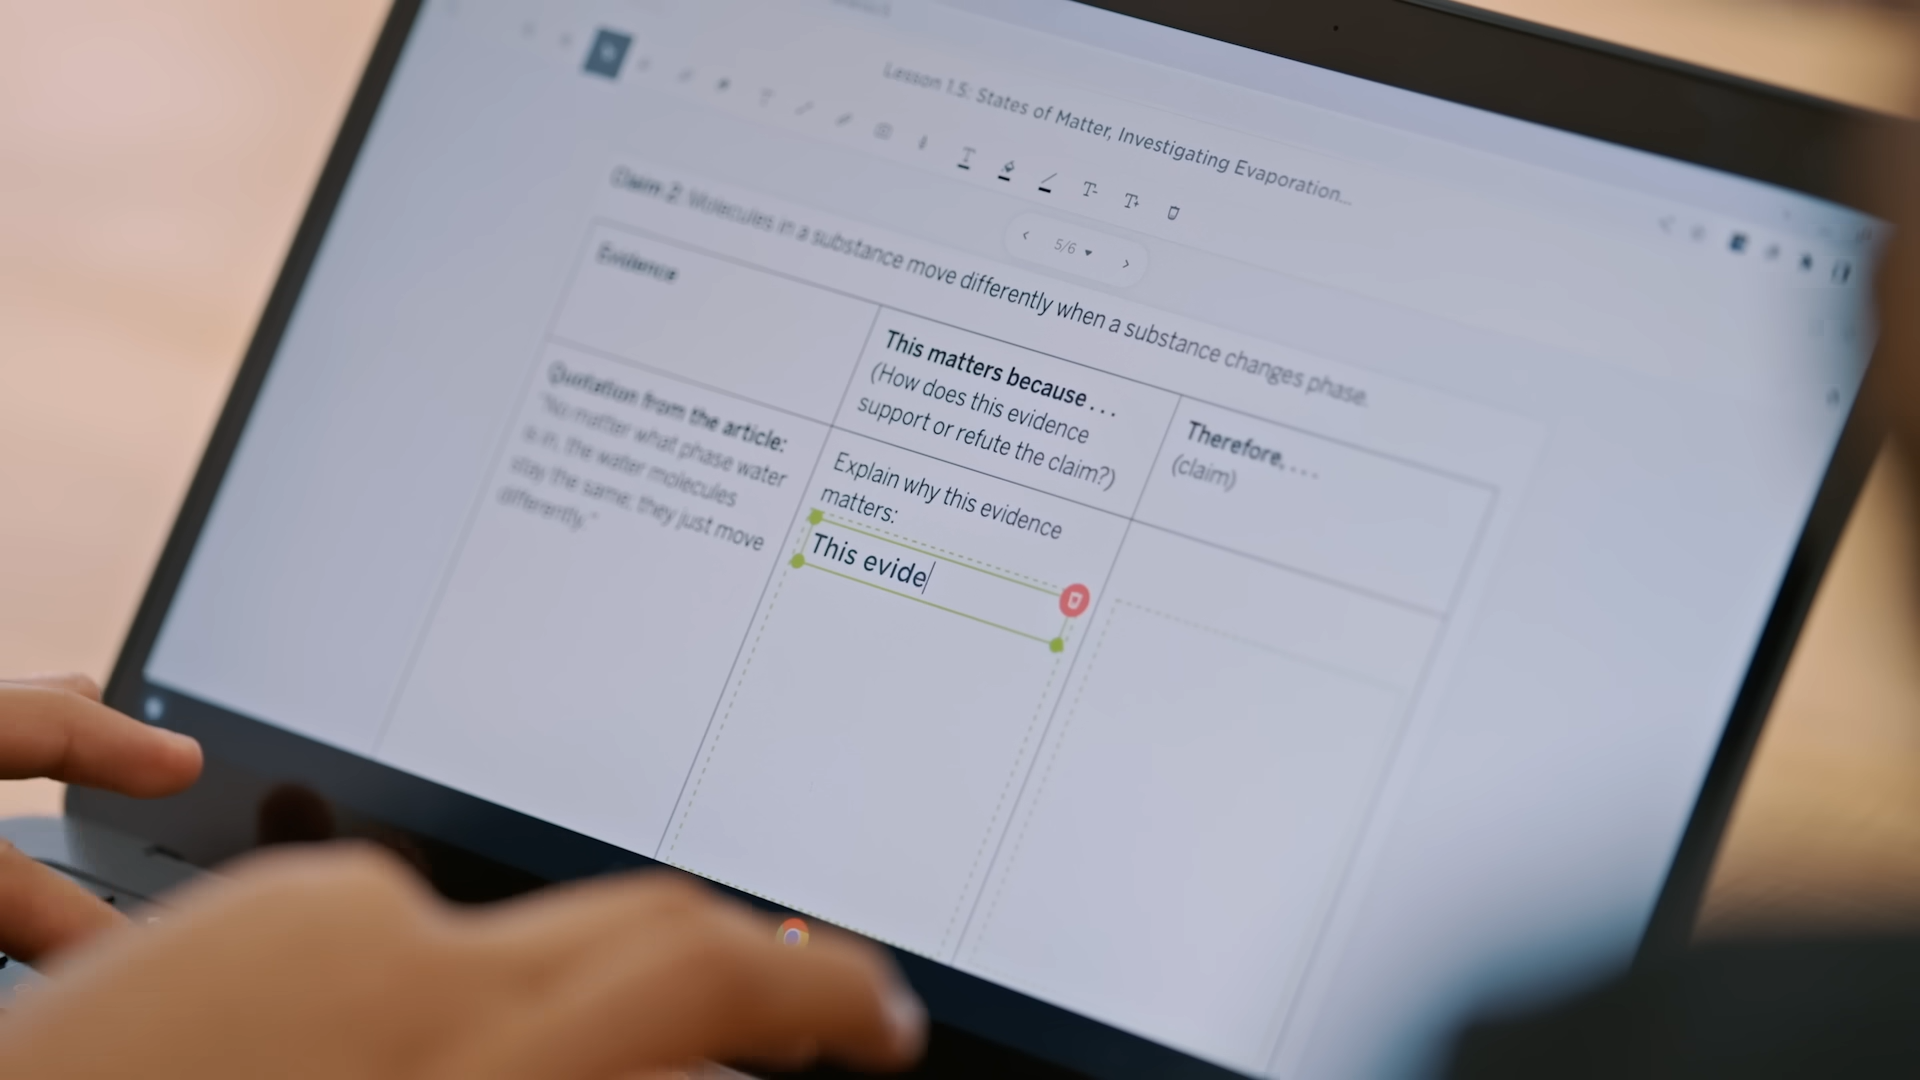 Lesson 1.5: States of Matter, Investigating Evaporation...
5/6
Claim 2: Molecules in a substance move differently when a substance changes phase.
Evidence
This matters because . . .
(How does this evidence
support or refute the claim?)
Therefore, . . .
(claim)
Quotation from the article:
"No matter what phase water
is in, the water molecules
stay the same; they just move
differently."
Explain why this evidence
matters:
This evide